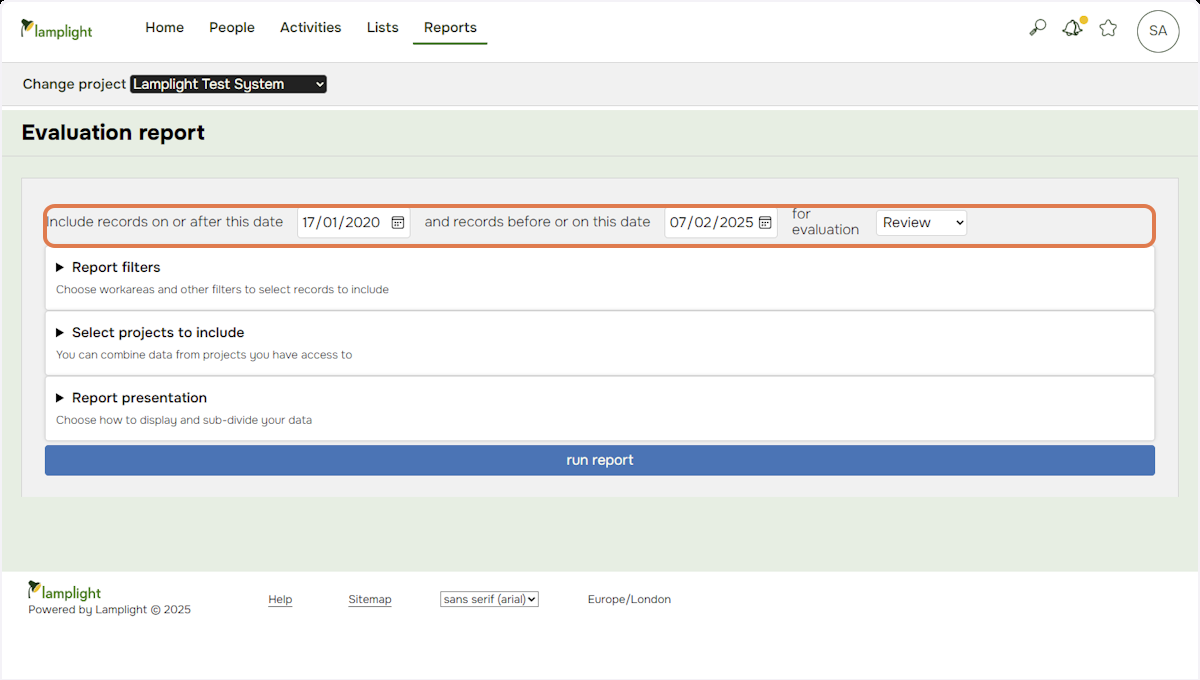 lamplight
Home People Activities Lists Reports
SA
Change project Lamplight Test System
Evaluation report
Include records on or after this date 17/01/2020 and records before or on this date 07/02/2025 for evaluation Review
Report filters
Choose workareas and other filters to select records to include
Select projects to include
You can combine data from projects you have access to
Report presentation
Choose how to display and sub-divide your data
run report
lamplight
Powered by Lamplight © 2025
Help Sitemap sans serif (arial) Europe/London